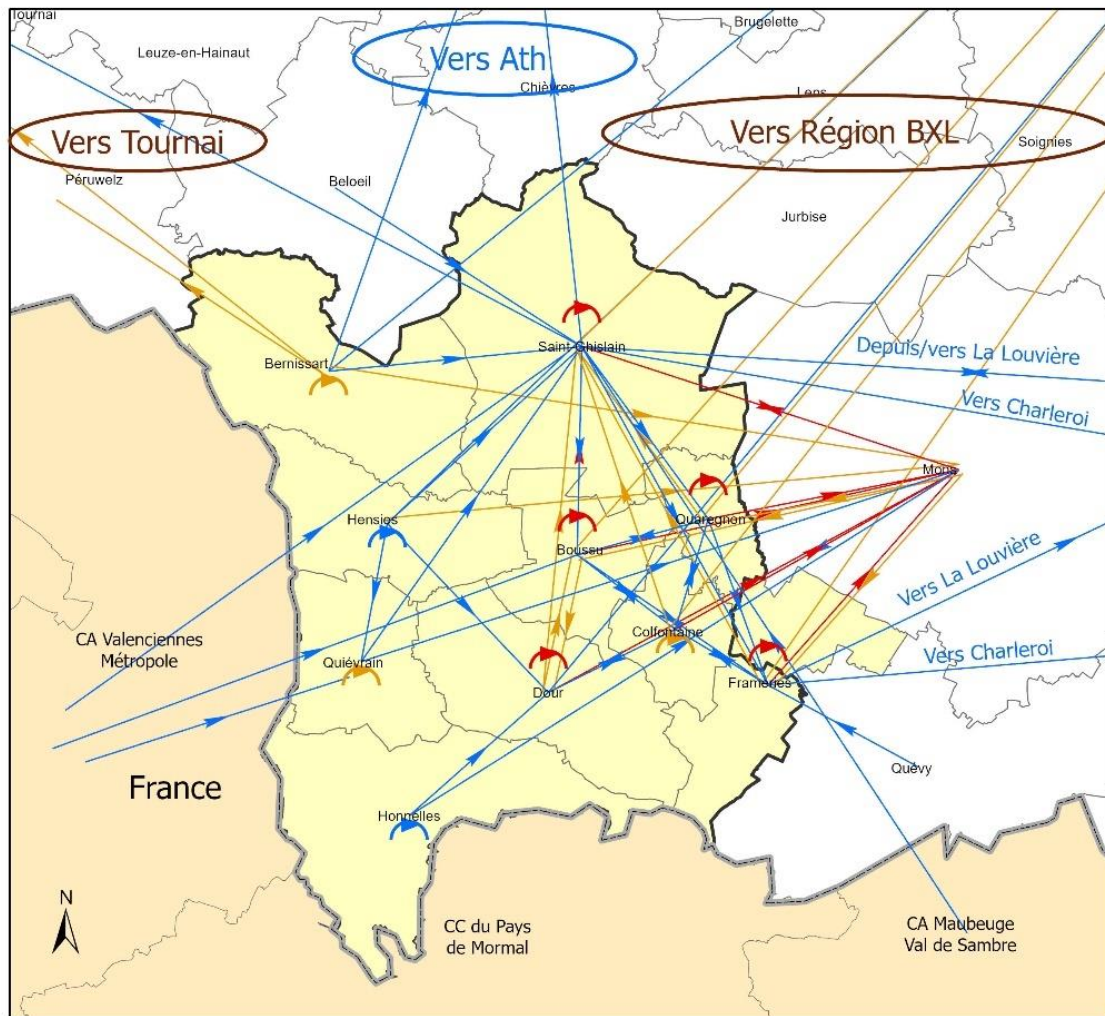 Tournai
Brugelette
Leuze-en-Hainaut
Vers Ath
Chièvres
Lens
Vers Tournai
Vers Région BXL
Soignies
Péruwelz
Beloeil
Jurbise
Saint-Ghislain
Depuis/vers La Louvière
Bernissart
Vers Charleroi
Mons
Hensies
Quaregnon
Boussu
Vers La Louvière
CA Valenciennes
Métropole
Colfontaine
Quiévrain
Vers Charleroi
Dour
Frameries
France
Quévy
Honnelles
N
CC du Pays
de Mormal
CA Maubeuge
Val de Sambre